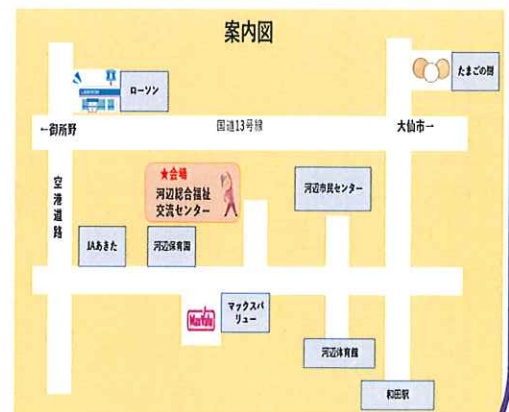 案内図
ローソン
たまごの樹
←御所野
国道13号線
大仙市→
空港道路
★会場
河辺総合福祉
交流センター
河辺市民センター
JAあきた
河辺保育園
MaxValu
マックスバ
リュー
河辺体育館
和田駅